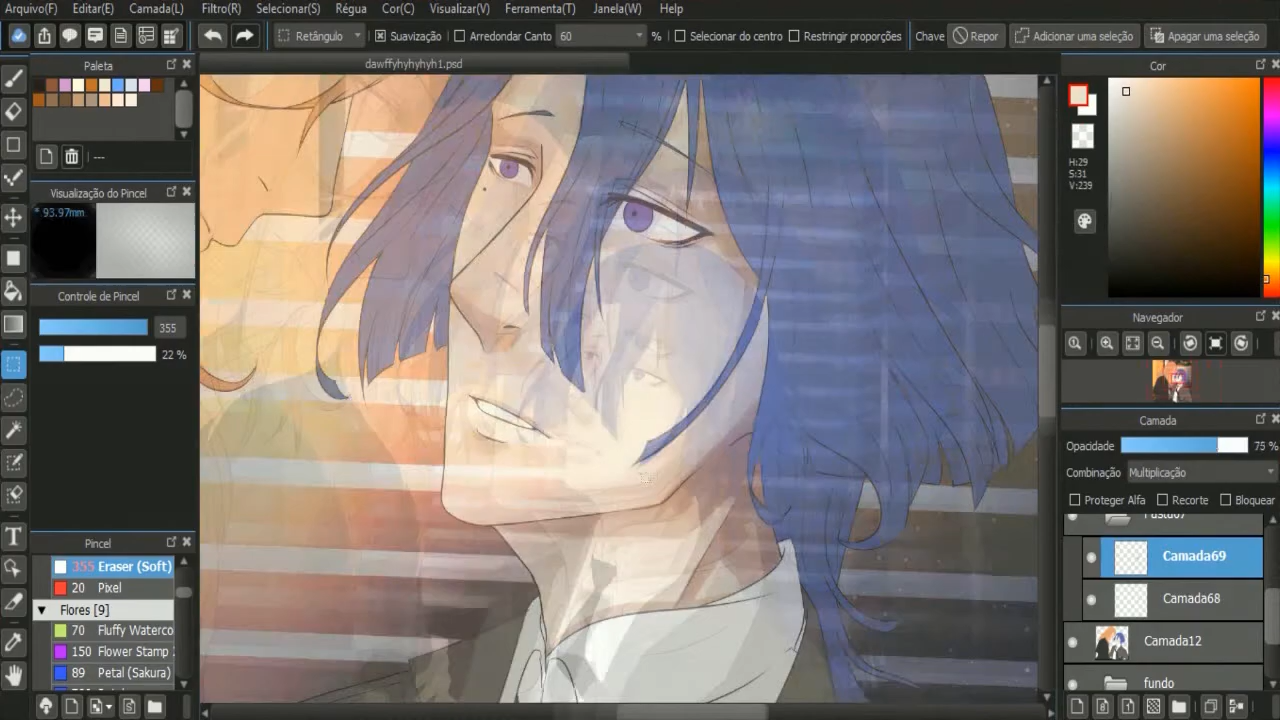 Arquivo(F) Editar(E) Camada(L) Filtro(R) Selecionar(S) Régua Cor(C) Visualizar(V) Ferramenta(T) Janela(W) Help
Retângulo Suavização Arredondar Canto 60 % Selecionar do centro Restringir proporções Chave Repor Adicionar uma seleção Apagar uma seleção
dawffyhyhyhyh1.psd
Paleta
---
Visualização do Pincel
* 93.97mm
Controle de Pincel
355
22 %
Pincel
355 Eraser (Soft)
20 Pixel
Flores [9]
70 Fluffy Waterco
150 Flower Stamp
89 Petal (Sakura)
Cor
H:29
S:31
V:239
Navegador
Camada
Opacidade 75 %
Combinação Multiplicação
Proteger Alfa Recorte Bloquear
Pasta67
Camada69
Camada68
Camada12
fundo